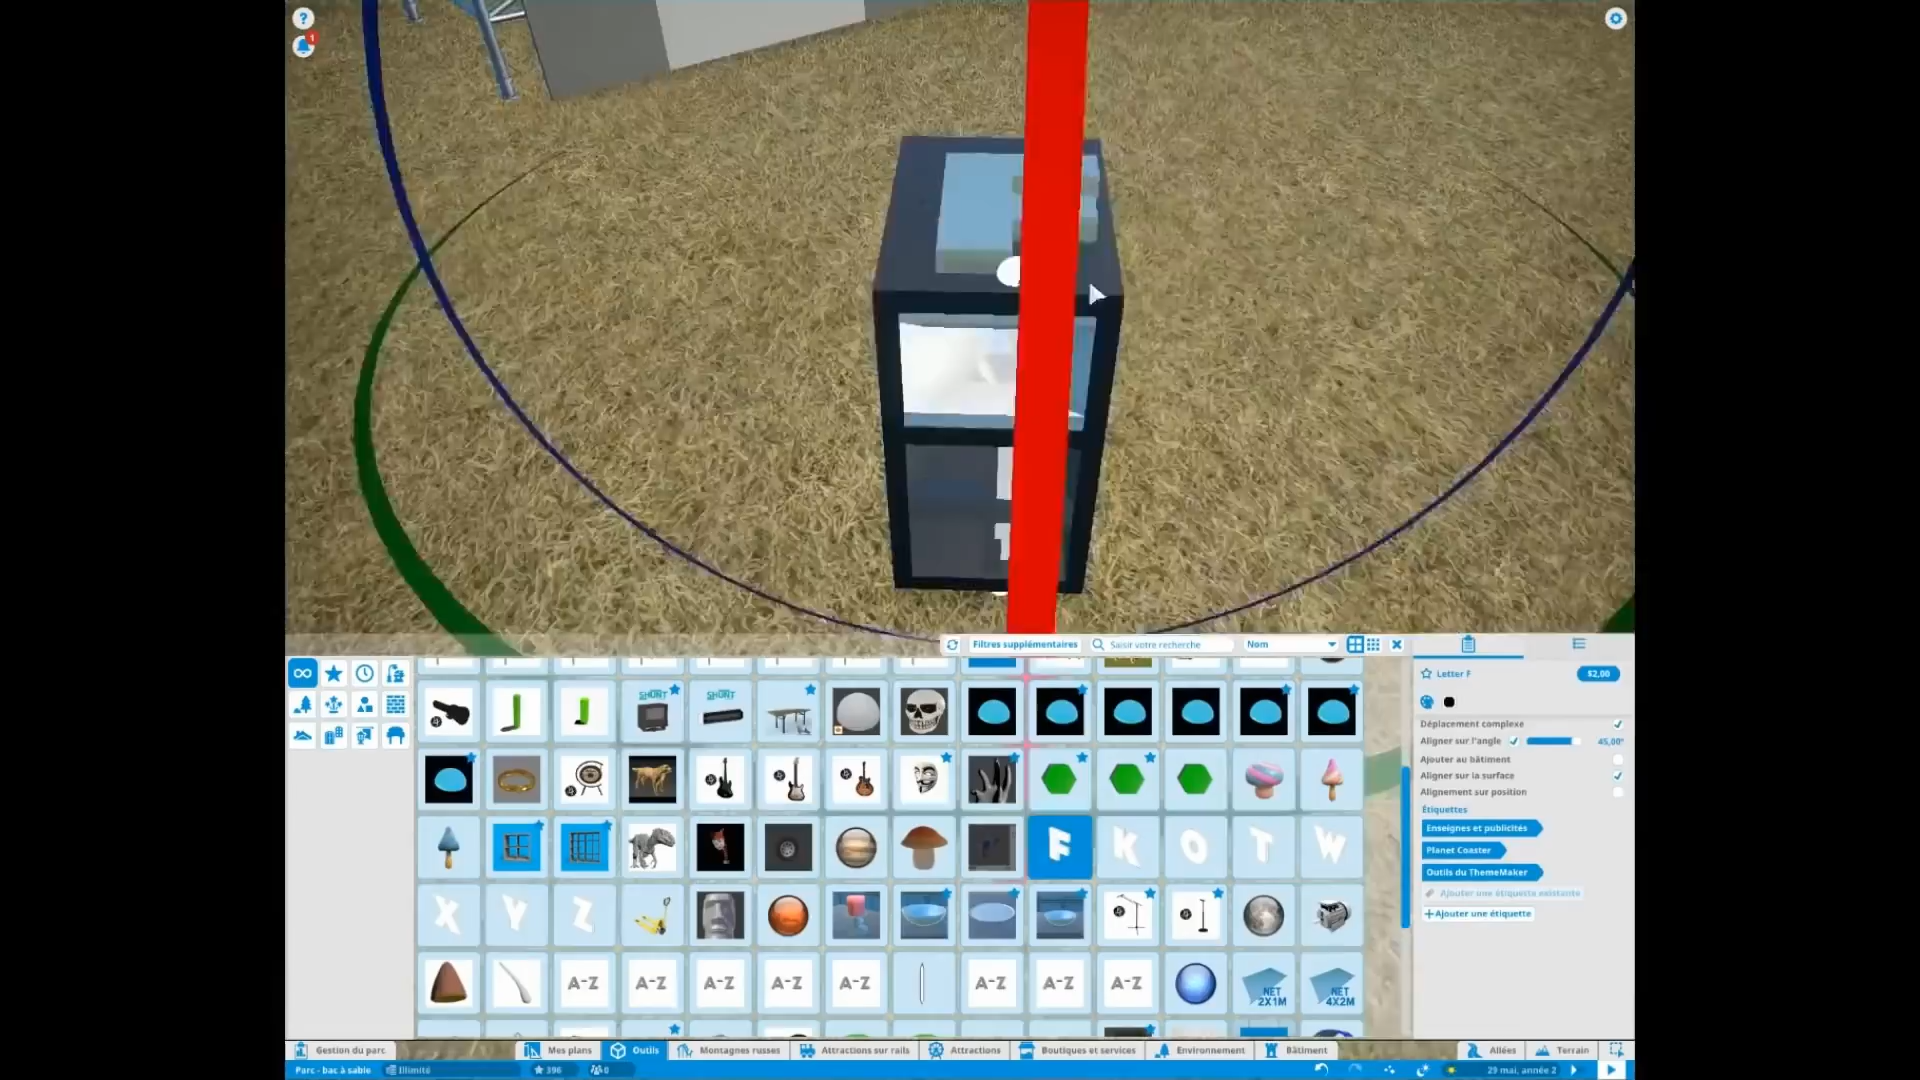 ?
1
Filtres supplémentaires
Saisir votre recherche
Nom
Letter F
$2,00
Déplacement complexe
Aligner sur l'angle
45,00°
Ajouter au bâtiment
Aligner sur la surface
Alignement sur position
Étiquettes
Enseignes et publicités
Planet Coaster
Outils du ThemeMaker
Ajouter une étiquette existante
+Ajouter une étiquette
SHUNT
SHUNT
F K O T W
X Y Z
A-Z A-Z A-Z A-Z A-Z A-Z A-Z A-Z
NET 2X1M
NET 4X2M
Gestion du parc
Mes plans
Outils
Montagnes russes
Attractions sur rails
Attractions
Boutiques et services
Environnement
Bâtiment
Allées
Terrain
Parc - bac à sable
Illimité
396
0
29 mai, année 2